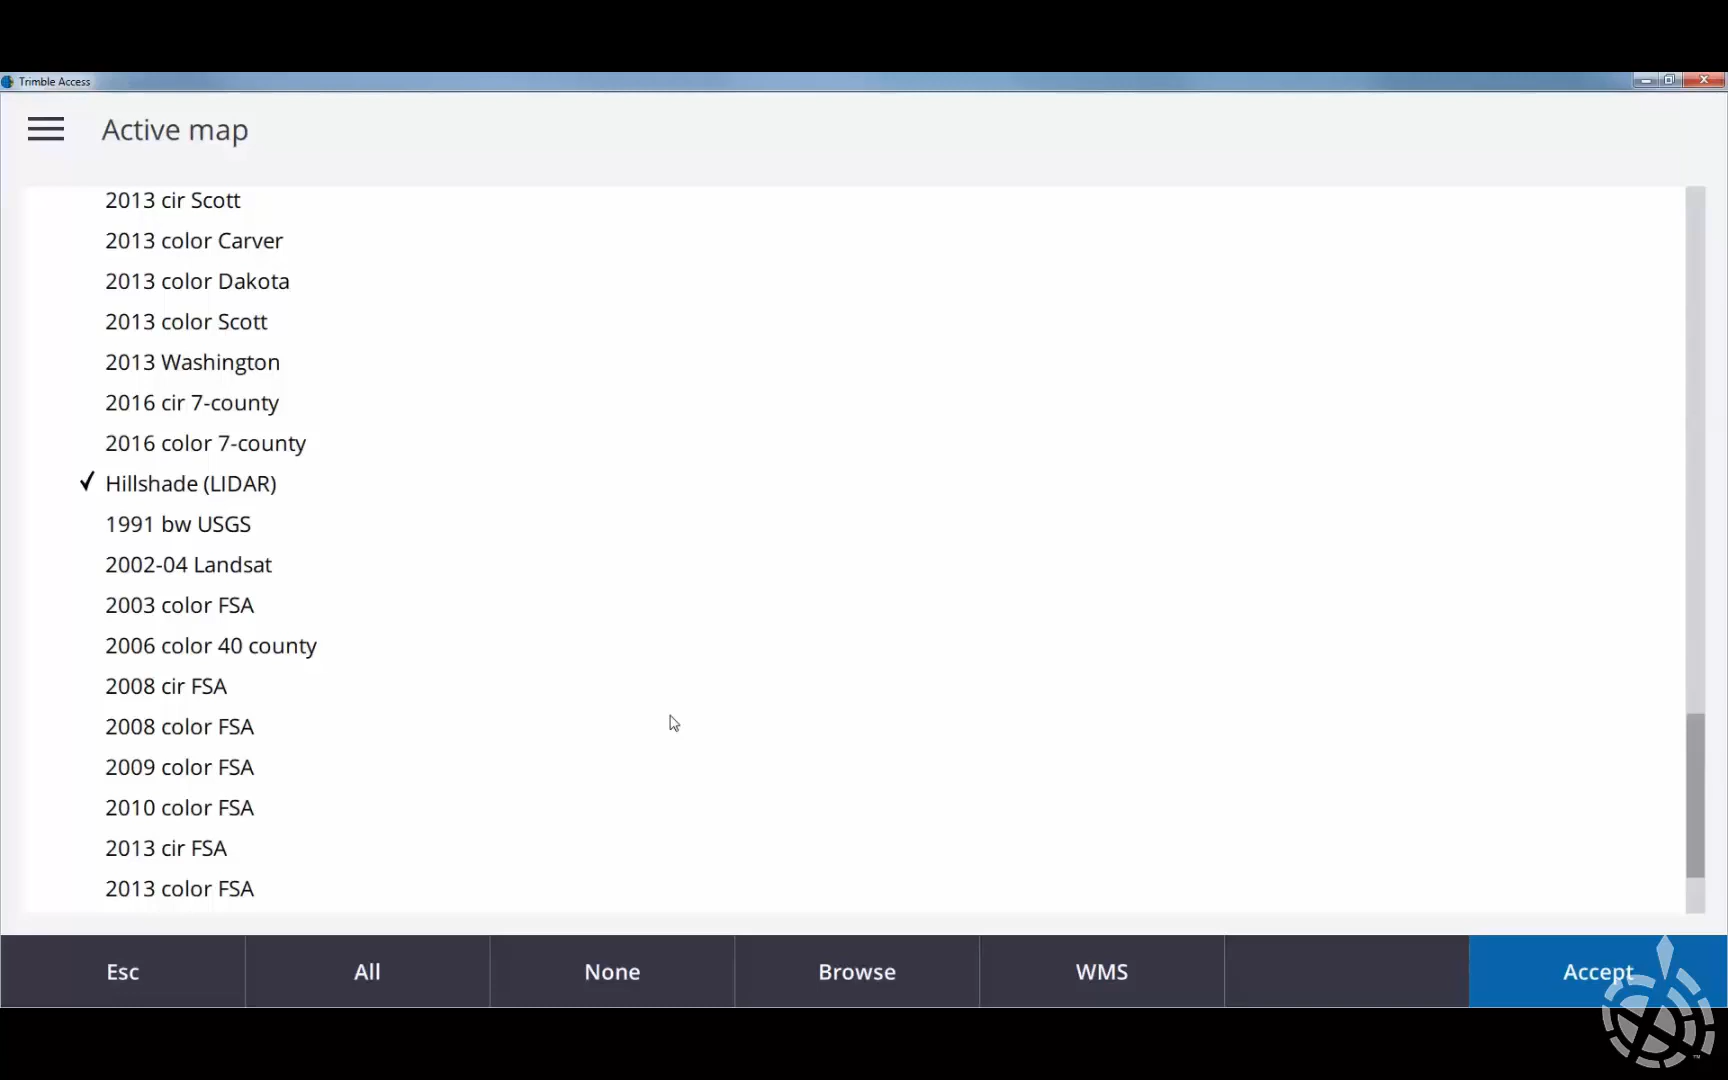 Trimble Access
Active map
2013 cir Scott
2013 color Carver
2013 color Dakota
2013 color Scott
2013 Washington
2016 cir 7-county
2016 color 7-county
Hillshade (LIDAR)
1991 bw USGS
2002-04 Landsat
2003 color FSA
2006 color 40 county
2008 cir FSA
2008 color FSA
2009 color FSA
2010 color FSA
2013 cir FSA
2013 color FSA
Esc All None Browse WMS Accept
TM